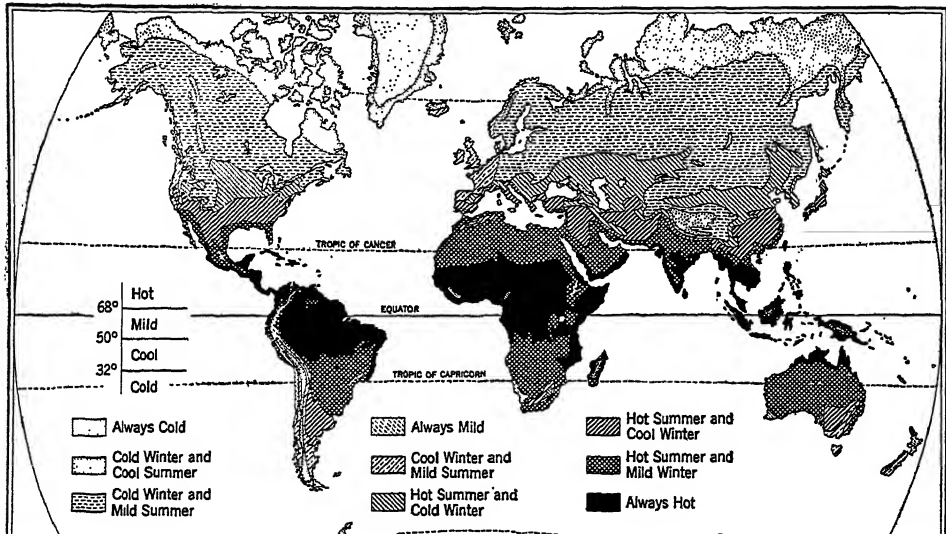 TROPIC OF CANCER
EQUATOR
TROPIC OF CAPRICORN
Hot
68°
Mild
50°
Cool
32°
Cold
Always Cold
Cold Winter and
Cool Summer
Cold Winter and
Mild Summer
Always Mild
Cool Winter and
Mild Summer
Hot Summer and
Cold Winter
Hot Summer and
Cool Winter
Hot Summer and
Mild Winter
Always Hot